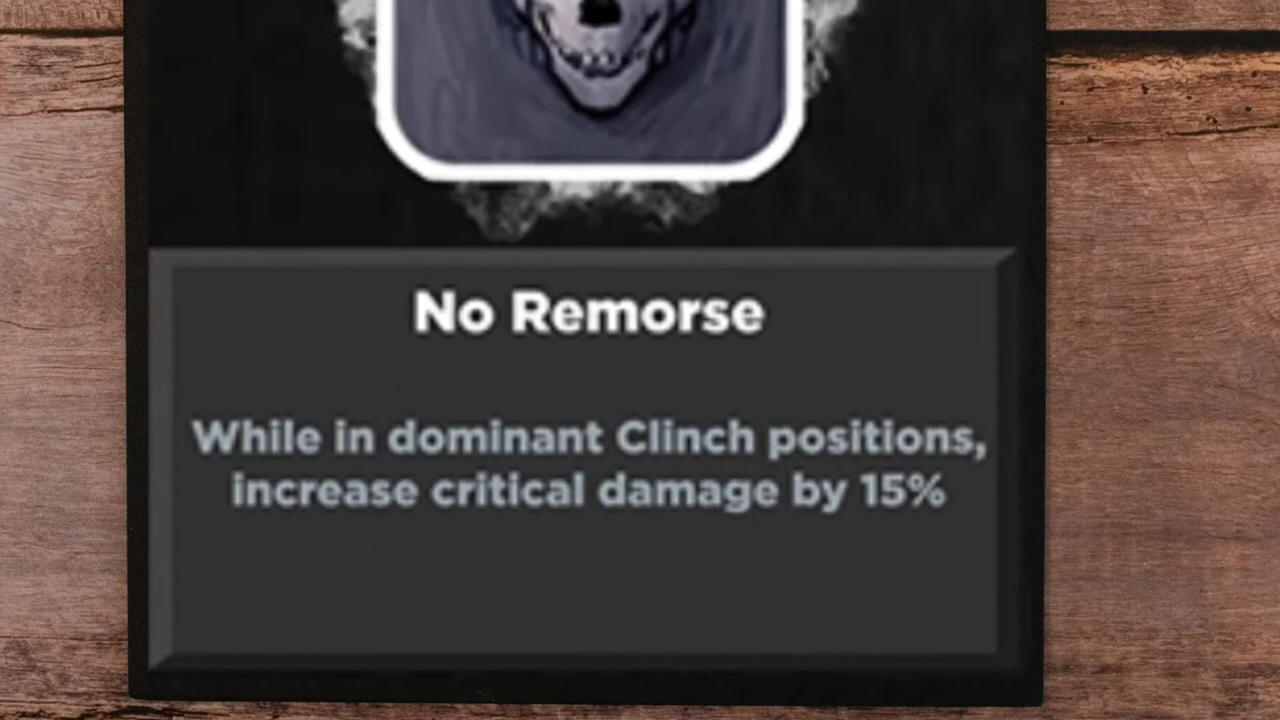 No Remorse
While in dominant Clinch positions,
increase critical damage by 15%